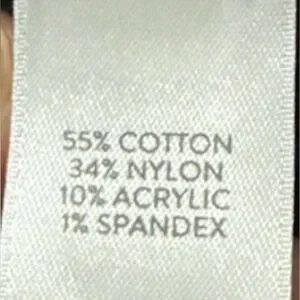 55% COTTON
34% NYLON
10% ACRYLIC
1% SPANDEX